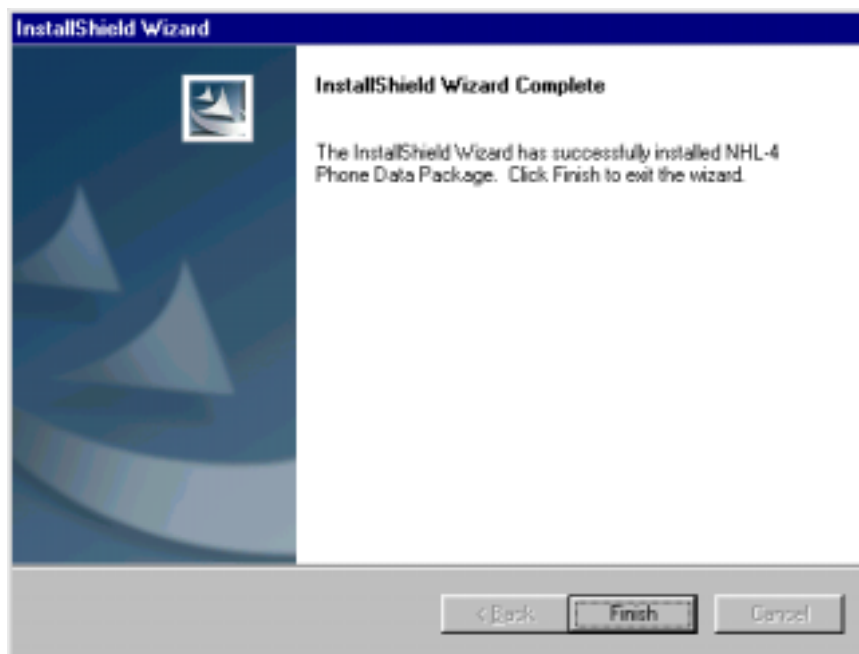 InstallShield Wizard
InstallShield Wizard Complete
The InstallShield Wizard has successfully installed NHL-4
Phone Data Package. Click Finish to exit the wizard.
< Back
Finish
Cancel